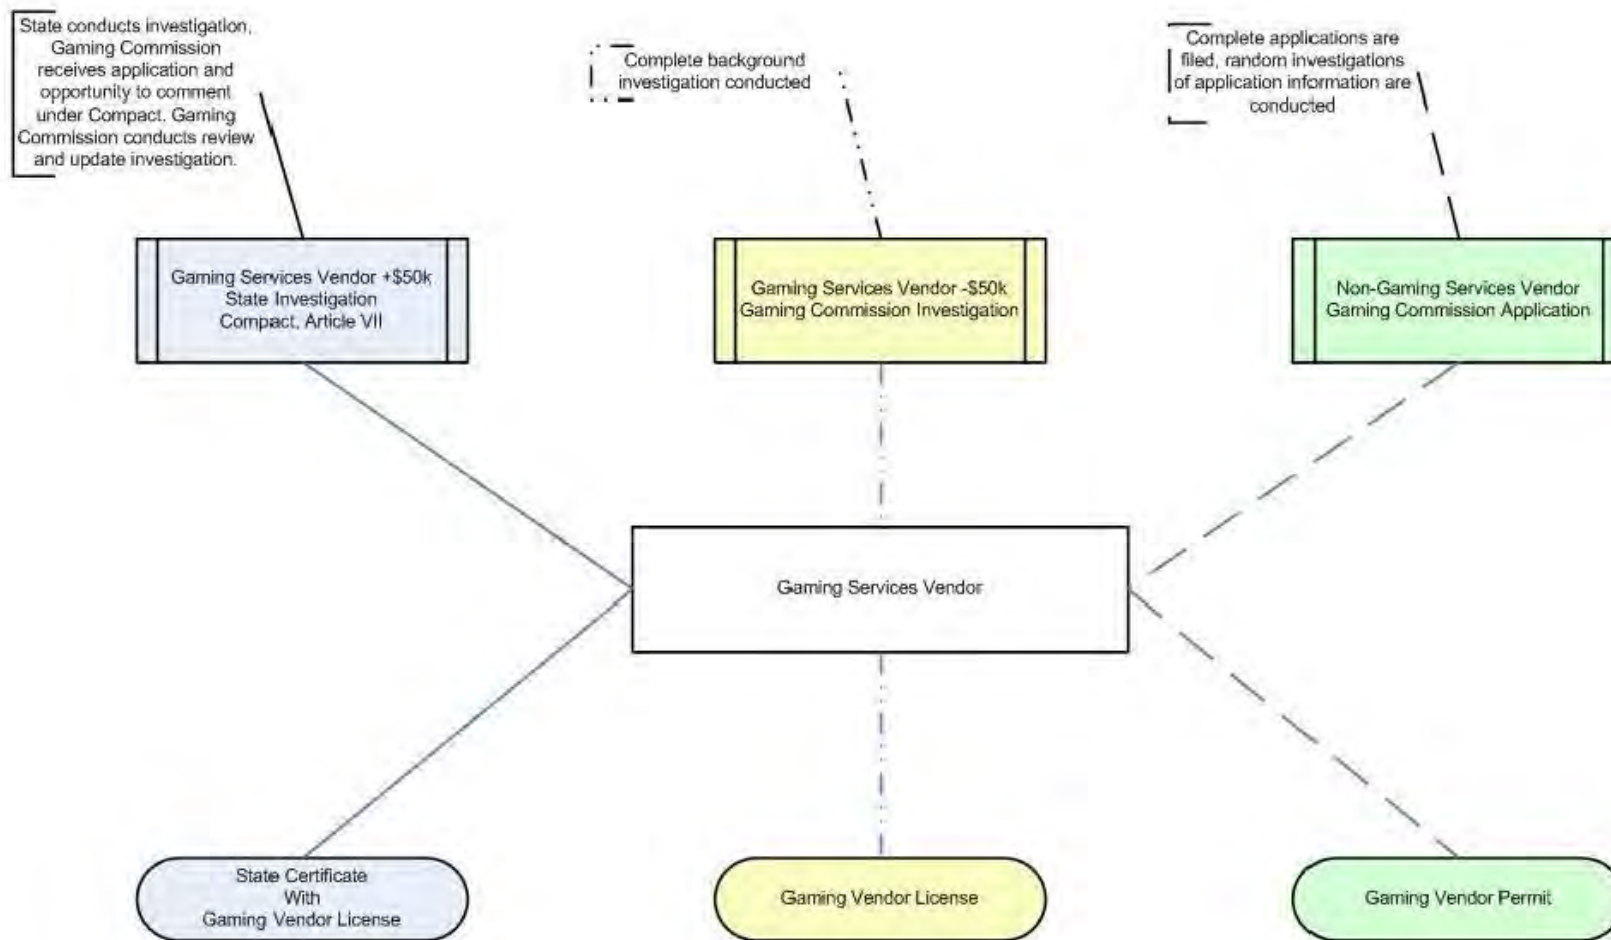 State conducts investigation,
Gaming Commission
receives application and
opportunity to comment
under Compact. Gaming
Commission conducts review
and update investigation.
Complete background
investigation conducted
Complete applications are
filed, random investigations
of application information are
conducted
Gaming Services Vendor +$50k
State Investigation
Compact, Article VII
Gaming Services Vendor -$50k
Gaming Commission Investigation
Non-Gaming Services Vendor
Gaming Commission Application
Gaming Services Vendor
State Certificate
With
Gaming Vendor License
Gaming Vendor License
Gaming Vendor Permit